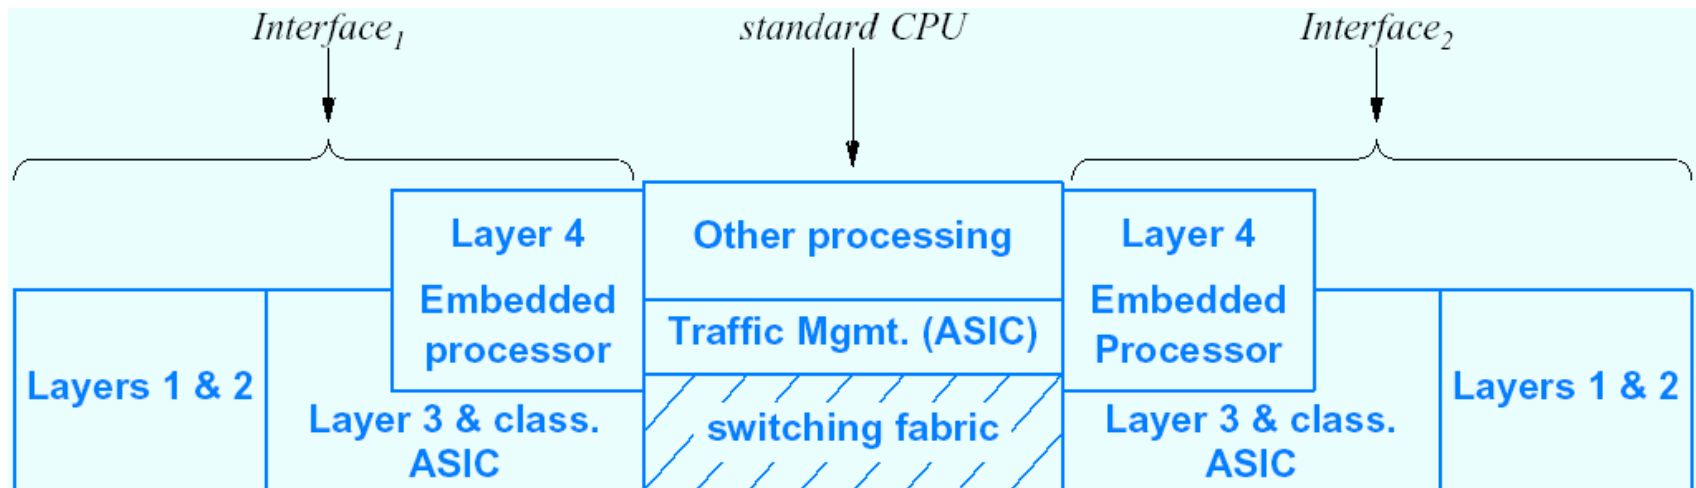 Interface1
standard CPU
Interface2
Layer 4
Embedded
processor
Other processing
Layer 4
Embedded
Processor
Traffic Mgmt. (ASIC)
Layers 1 & 2
Layer 3 & class.
ASIC
switching fabric
Layer 3 & class.
ASIC
Layers 1 & 2